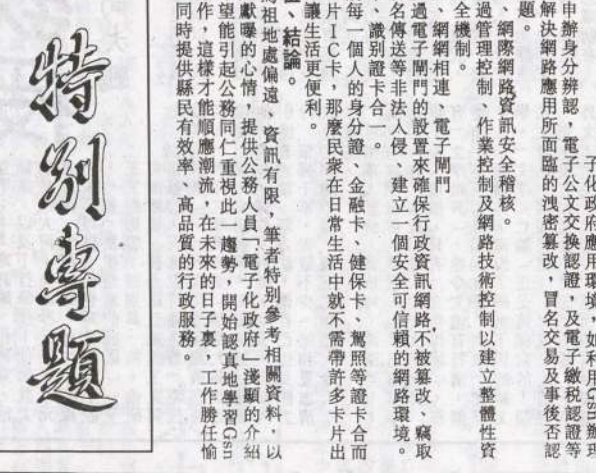 子化政府應用環境，如利用Gsn辦理
申辦身分辨認，電子公文交換認證，及電子繳稅認證等
解決網路應用所面臨的洩密篡改，冒名交易及事後否認
題。
、網際網路資訊安全稽核。
過管理控制、作業控制及網路技術控制以建立整體性資
全機制。
、網網相連，電子閘門
過電子閘門的設置來確保行政資訊網路不被篡改、竊取
名傳送等非法人侵、建立一個安全可信賴的網路環境。
、識別證卡合一。
每一個人的身分證、金融卡、健保卡、駕照等證卡合而
片IC卡，那麼民衆在日常生活中就不需帶許多卡片出
讓生活更便利。
、結論。
祖地處偏遠、資訊有限，筆者特別參考相關資料，以
獻曝的心情，提供公務人員「電子化政府」淺顯的介紹
望能引起公務同仁重視此一趨勢，開始認真地學習Gsn
作，這樣才能順應潮流，在未來的日子裏，工作勝任愉
同時提供縣民有效率、高品質的行政服務。
特別專題